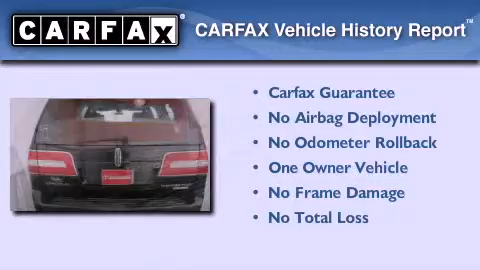 CARFAX® CARFAX Vehicle History Report™
• Carfax Guarantee
• No Airbag Deployment
• No Odometer Rollback
• One Owner Vehicle
• No Frame Damage
• No Total Loss